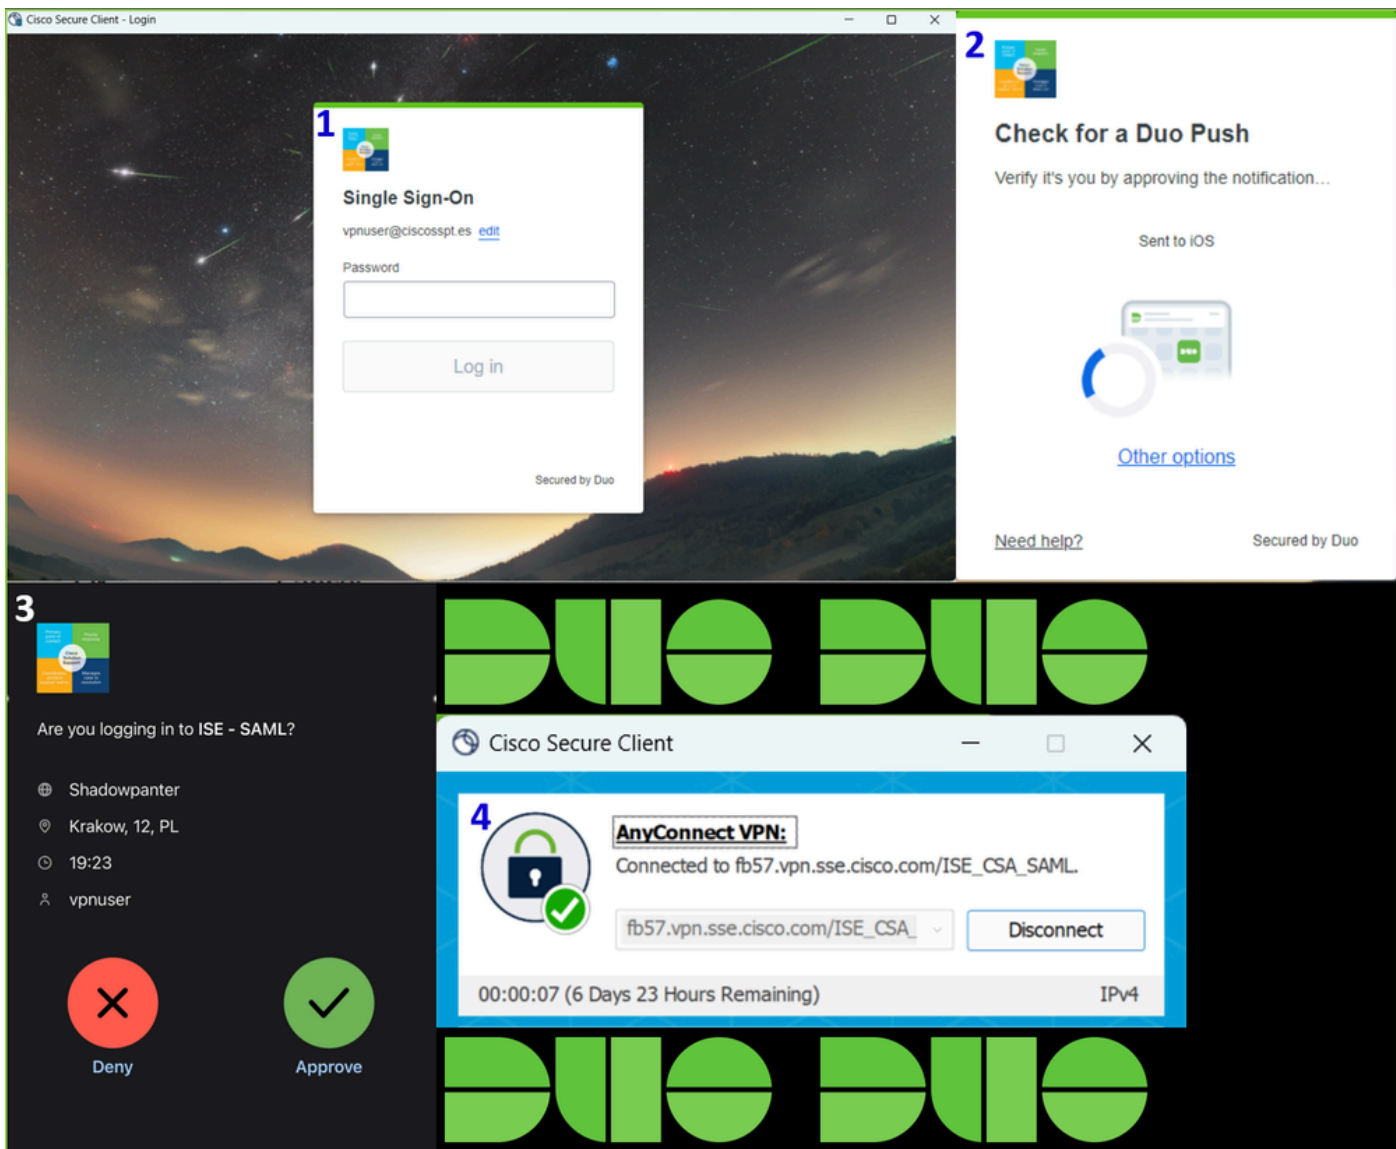 Cisco Secure Client - Login
1
Single Sign-On
vpnuser@ciscosspt.es edit
Password
Log in
Secured by Duo
2
Check for a Duo Push
Verify it's you by approving the notification...
Sent to iOS
DUO
Other options
Need help?
Secured by Duo
3
Cisco
Solution
Support
Are you logging in to ISE - SAML?
Shadowpanter
Krakow, 12, PL
19:23
vpnuser
Deny
Approve
DUO DUO
Cisco Secure Client
4
AnyConnect VPN:
Connected to fb57.vpn.sse.cisco.com/ISE_CSA_SAML.
fb57.vpn.sse.cisco.com/ISE_CSA_
Disconnect
00:00:07 (6 Days 23 Hours Remaining)
IPv4
DUO DUO